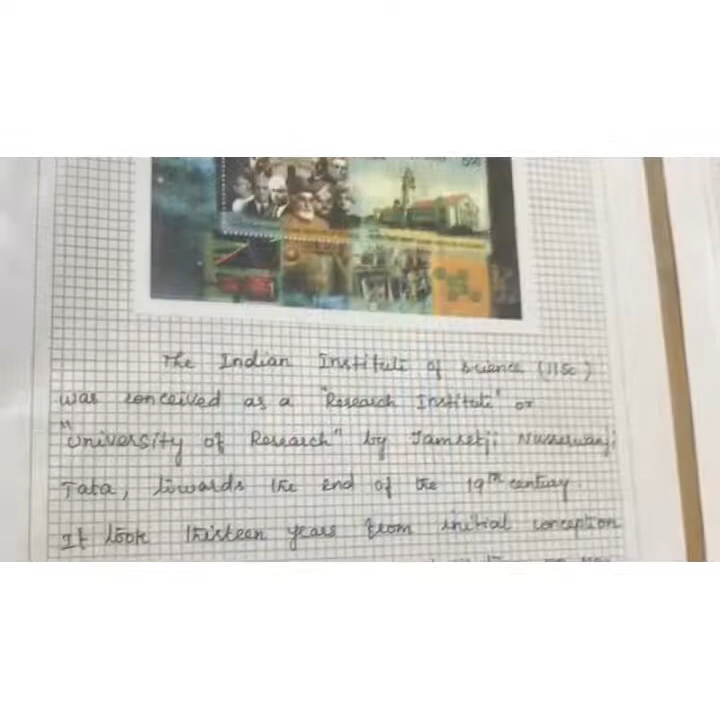 The Indian Institute of Science (IISc)
was conceived as a "Research Institute" or
"University of Research" by Jamsetji Nusserwanji
Tata, towards the end of the 19th century.
It took thirteen years from initial conception